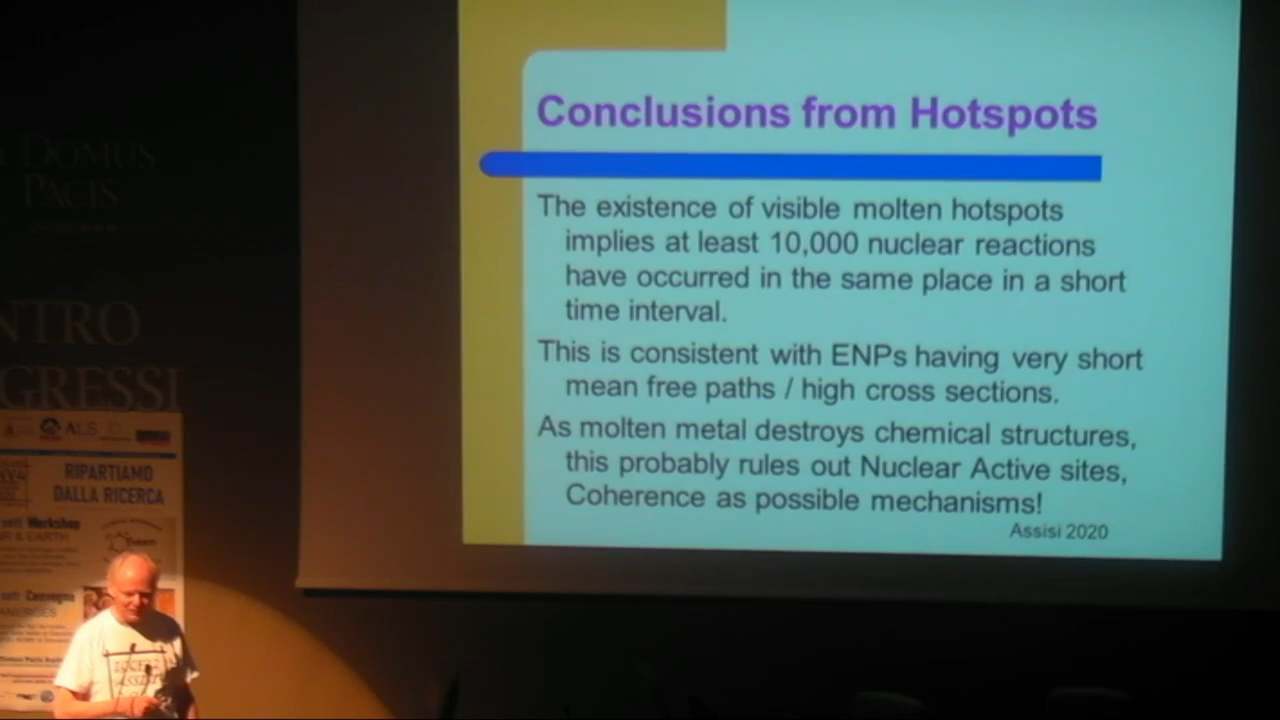 Conclusions from Hotspots
The existence of visible molten hotspots
implies at least 10,000 nuclear reactions
have occurred in the same place in a short
time interval.
This is consistent with ENPs having very short
mean free paths / high cross sections.
As molten metal destroys chemical structures,
this probably rules out Nuclear Active sites,
Coherence as possible mechanisms!
Assisi 2020
DOMUS
PACIS
NTRO
GRESSI
ALS
RIPARTIAMO
DALLA RICERCA
Workshop
& EARTH
Convegno